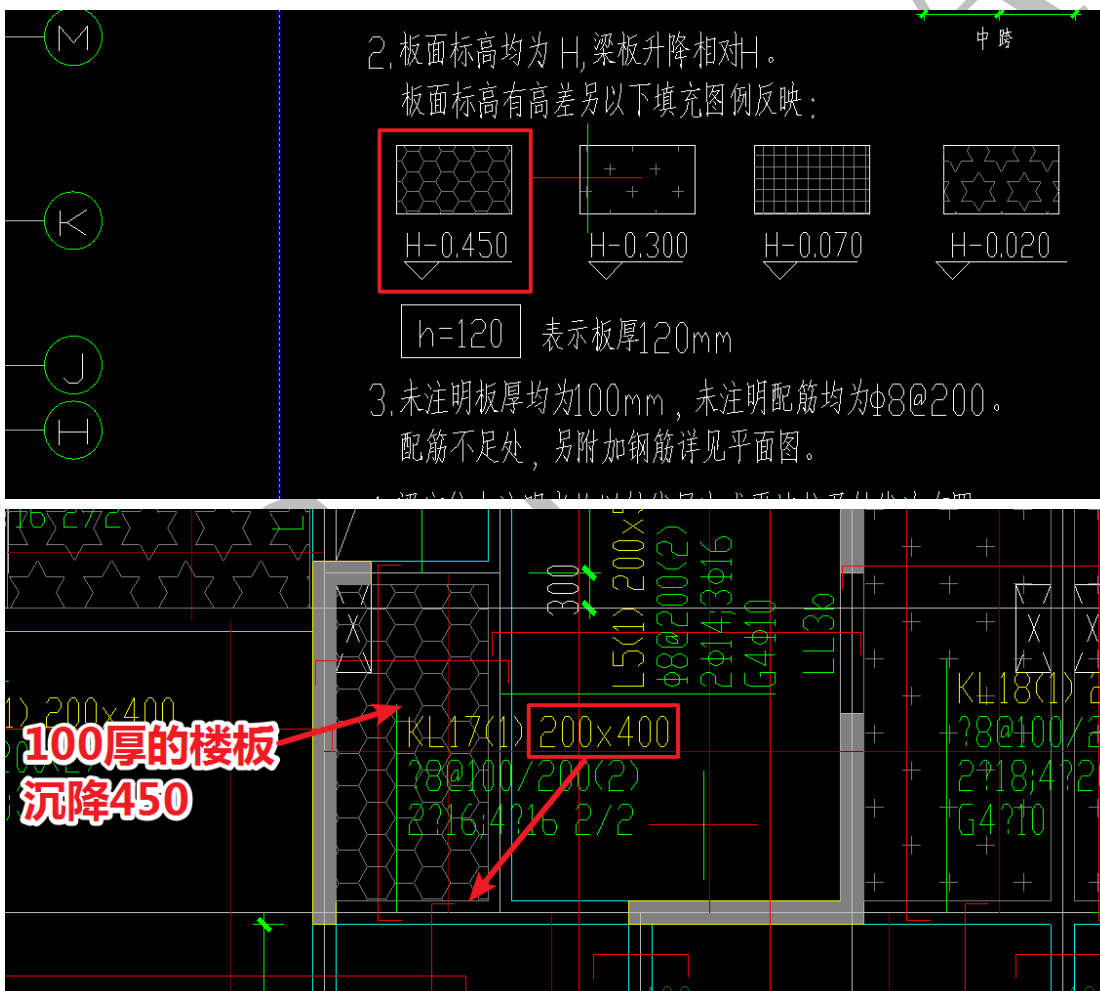 M
中跨
2.板面标高均为 H,梁板升降相对H。
板面标高有高差另以下填充图例反映:
K
H-0.450
H-0.300
H-0.070
H-0.020
h=120 表示板厚120mm
J
3.未注明板厚均为100mm,未注明配筋均为φ8@200。
H
配筋不足处,另附加钢筋详见平面图。
16 2/2
300
L5(1) 200x
φ8@200(2)
2φ14;3φ16
G4φ10
LL3b
X
X
X
1) 200x400
KL17(1) 200x400
?8@100/200(2)
2?16;4?16 2/2
KL18(1) 2
?8@100/2
2?18;4?2
G4?10
100厚的楼板
沉降450